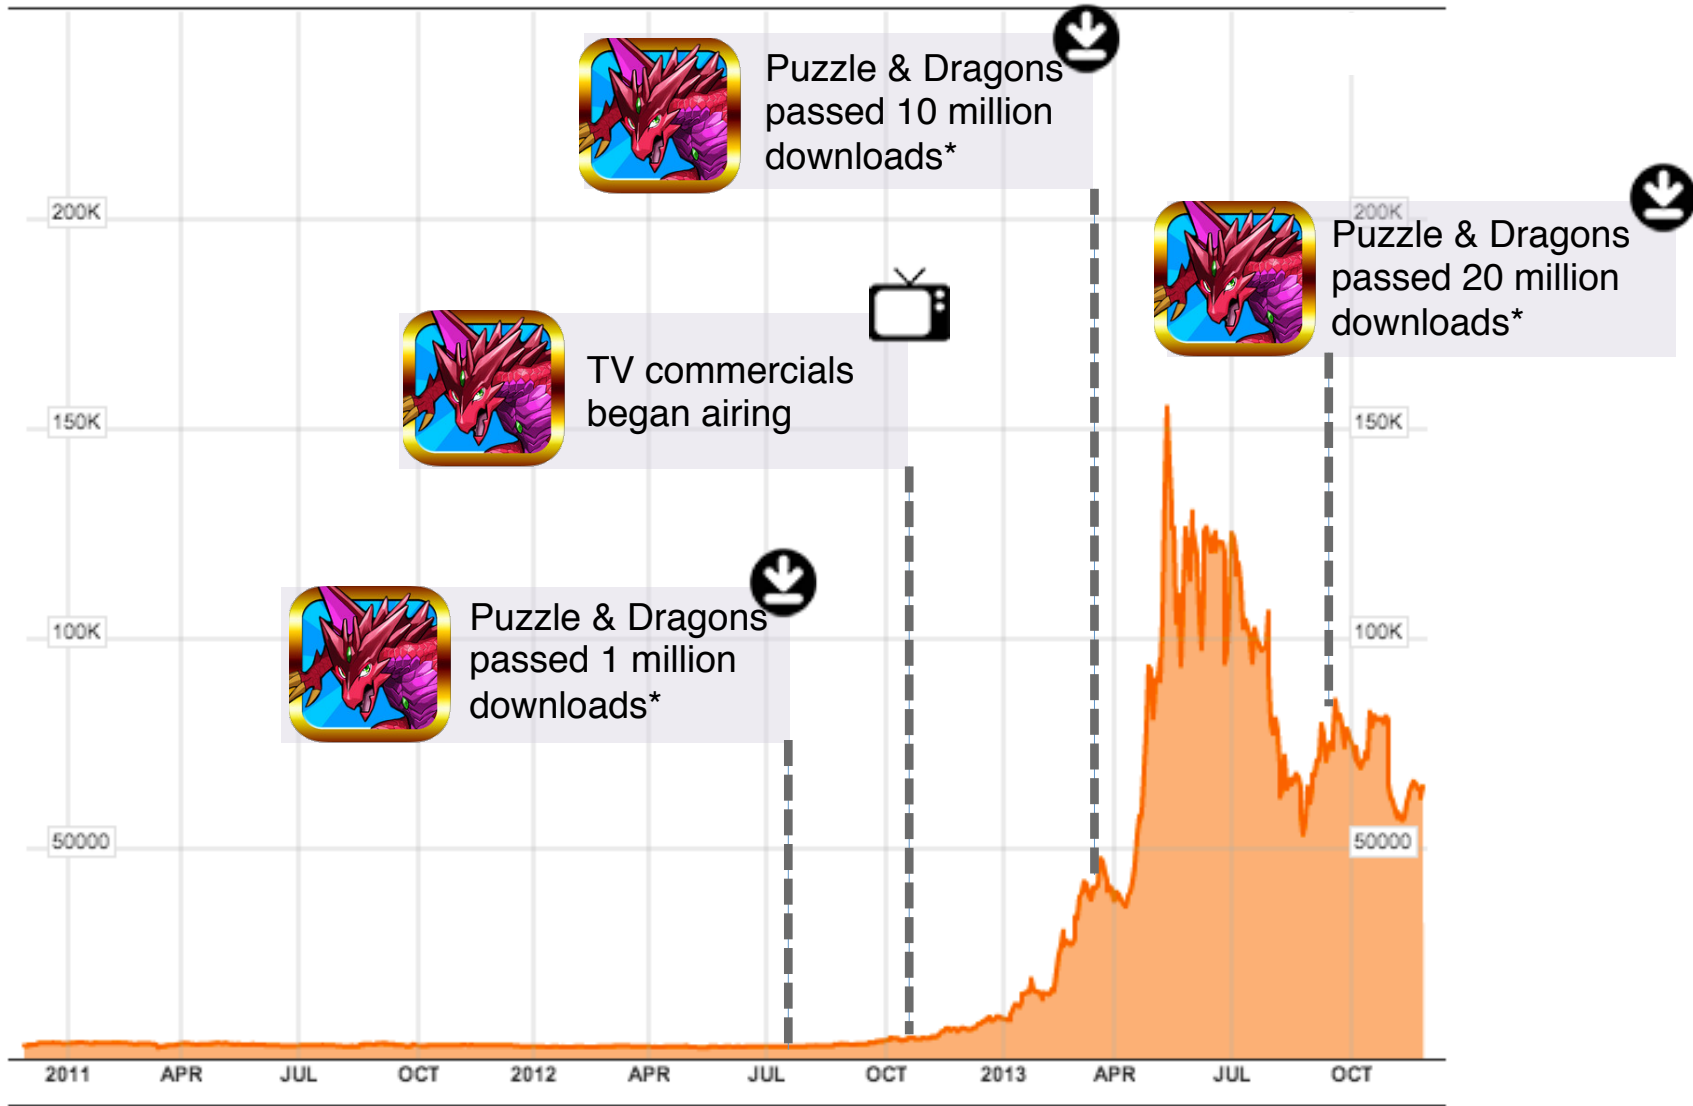 Puzzle & Dragons
passed 10 million
downloads*
200K
200K
Puzzle & Dragons
passed 20 million
downloads*
TV commercials
began airing
150K
150K
Puzzle & Dragons
passed 1 million
downloads*
100K
100K
50000
50000
2011 APR JUL OCT 2012 APR JUL OCT 2013 APR JUL OCT